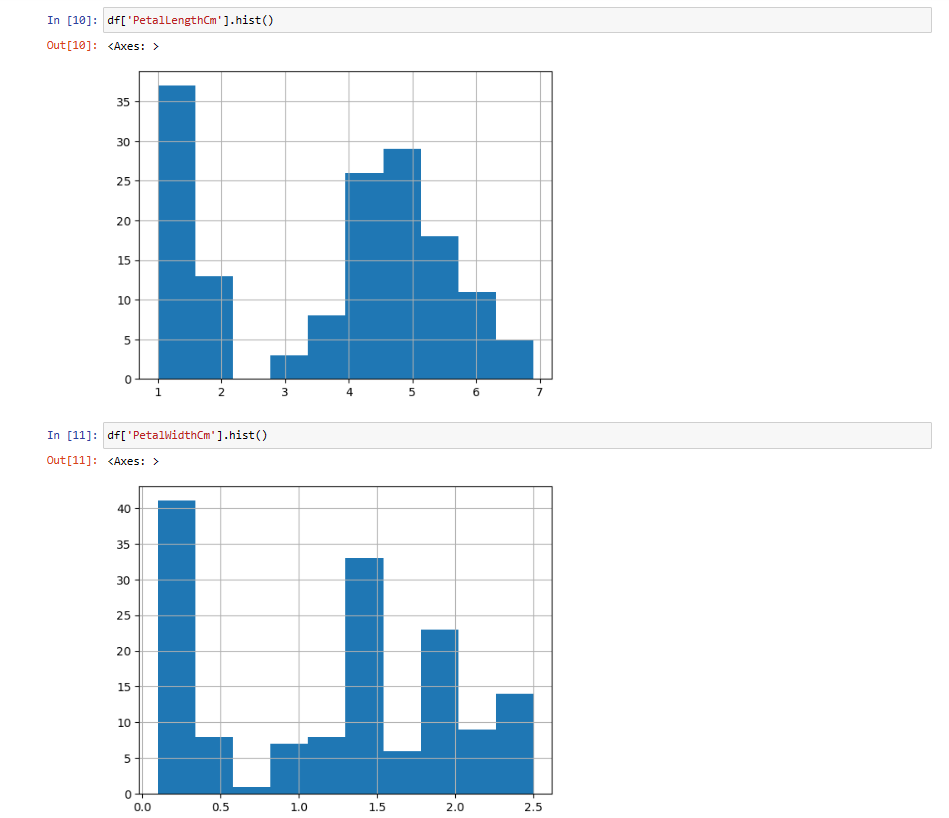 In [10]: df['PetalLengthCm'].hist()
Out[10]: <Axes: >
35
30
25
20
15
10
5
0
1 2 3 4 5 6 7
In [11]: df['PetalWidthCm'].hist()
Out[11]: <Axes: >
40
35
30
25
20
15
10
5
0
0.0 0.5 1.0 1.5 2.0 2.5